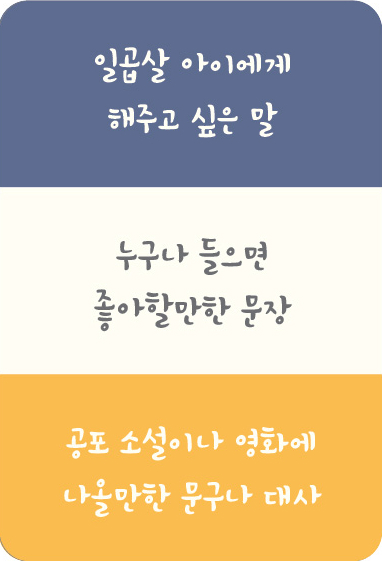 일곱살 아이에게
해주고 싶은 말
누구나 들으면
좋아할만한 문장
공포 소설이나 영화에
나올만한 문구나 대사